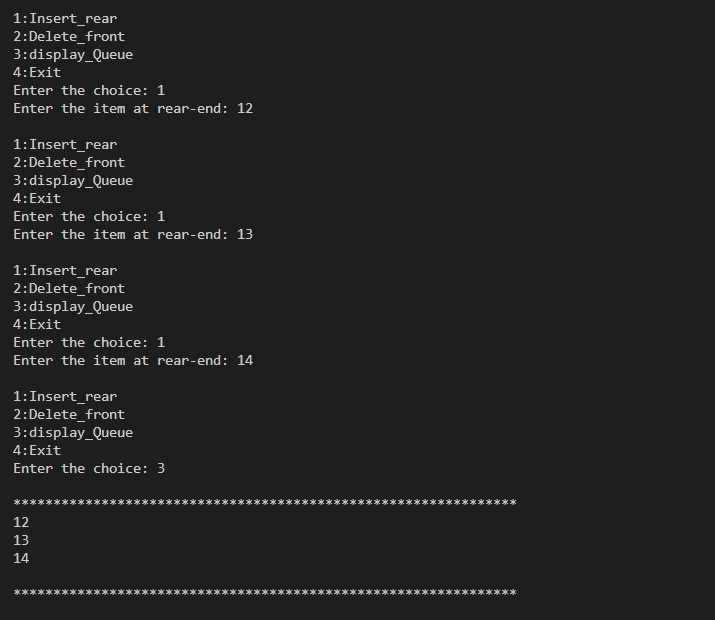 1:Insert_rear
2:Delete_front
3:display_Queue
4:Exit
Enter the choice: 1
Enter the item at rear-end: 12
1:Insert_rear
2:Delete_front
3:display_Queue
4:Exit
Enter the choice: 1
Enter the item at rear-end: 13
1:Insert_rear
2:Delete_front
3:display_Queue
4:Exit
Enter the choice: 1
Enter the item at rear-end: 14
1:Insert_rear
2:Delete_front
3:display_Queue
4:Exit
Enter the choice: 3
***************************************************************
12
13
14
***************************************************************